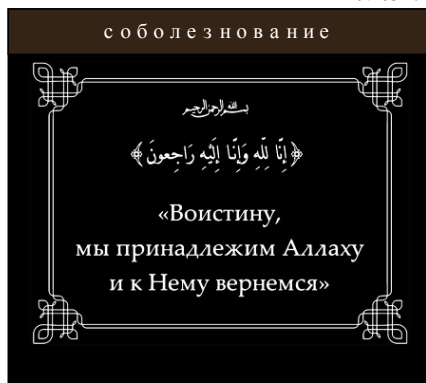 соболезнование
بسم الله الرحمن الرحيم
﴿إِنَّا لِلَّهِ وَإِنَّا إِلَيْهِ رَاجِعونَ﴾
«Воистину,
мы принадлежим Аллаху
и к Нему вернемся»